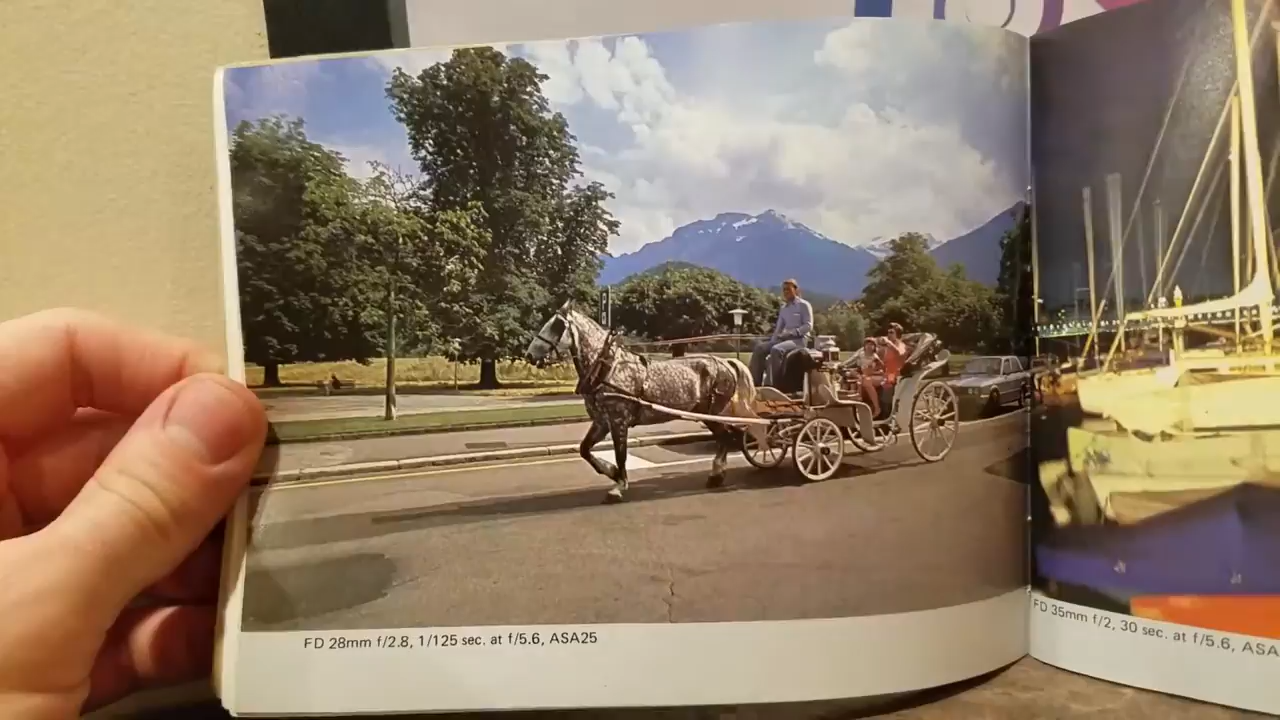 FD 28mm f/2.8, 1/125 sec. at f/5.6, ASA25
FD 35mm f/2, 30 sec. at f/5.6, ASA